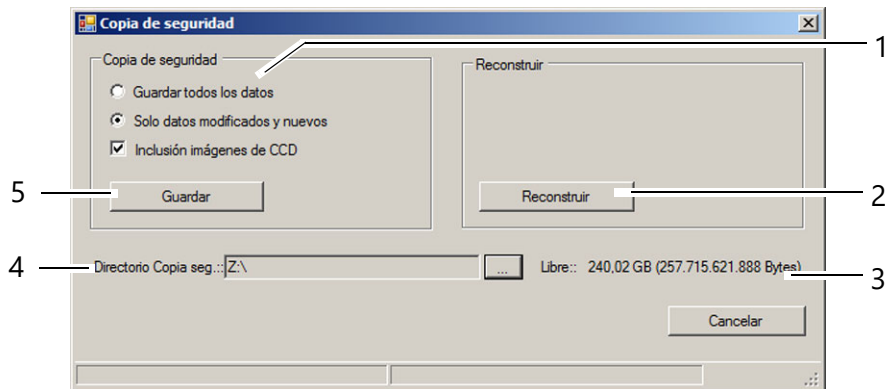 Copia de seguridad
1
Copia de seguridad
Reconstruir
Guardar todos los datos
Solo datos modificados y nuevos
Inclusión imágenes de CCD
5
Guardar
Reconstruir
2
4
Directorio Copia seg.:: Z:\ ... Libre:: 240,02 GB (257.715.621.888 Bytes)
3
Cancelar